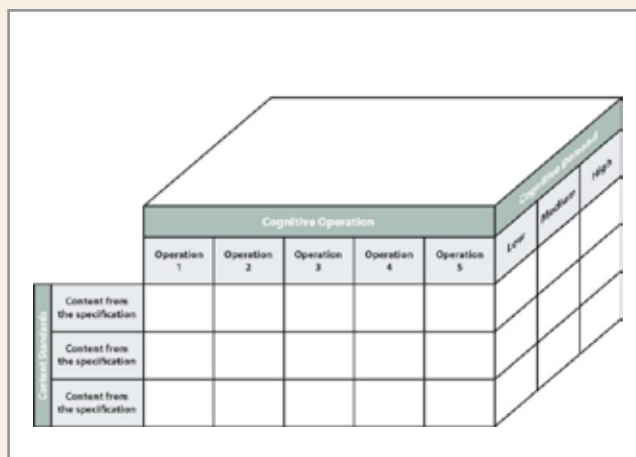 Cognitive Demand
Cognitive Operation
Low
Medium
High
Operation
1
Operation
2
Operation
3
Operation
4
Operation
5
Content Standards
Content from
the specification
Content from
the specification
Content from
the specification